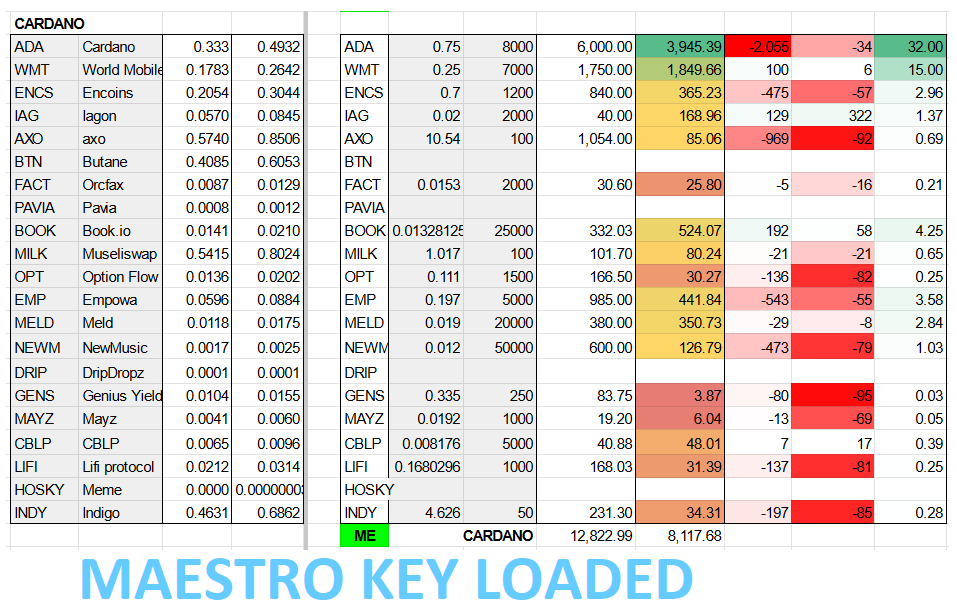 CARDANO
ADA Cardano 0.333 0.4932 ADA 0.75 8000 6,000.00 3,945.39 -2,055 -34 32.00
WMT World Mobile 0.1783 0.2642 WMT 0.25 7000 1,750.00 1,849.66 100 6 15.00
ENCS Encoins 0.2054 0.3044 ENCS 0.7 1200 840.00 365.23 -475 -57 2.96
IAG Iagon 0.0570 0.0845 IAG 0.02 2000 40.00 168.96 129 322 1.37
AXO axo 0.5740 0.8506 AXO 10.54 100 1,054.00 85.06 -969 -92 0.69
BTN Butane 0.4085 0.6053 BTN
FACT Orcfax 0.0087 0.0129 FACT 0.0153 2000 30.60 25.80 -5 -16 0.21
PAVIA Pavia 0.0008 0.0012 PAVIA
BOOK Book.io 0.0141 0.0210 BOOK 0.01328125 25000 332.03 524.07 192 58 4.25
MILK Museliswap 0.5415 0.8024 MILK 1.017 100 101.70 80.24 -21 -21 0.65
OPT Option Flow 0.0136 0.0202 OPT 0.111 1500 166.50 30.27 -136 -82 0.25
EMP Empowa 0.0596 0.0884 EMP 0.197 5000 985.00 441.84 -543 -55 3.58
MELD Meld 0.0118 0.0175 MELD 0.019 20000 380.00 350.73 -29 -8 2.84
NEWM NewMusic 0.0017 0.0025 NEWM 0.012 50000 600.00 126.79 -473 -79 1.03
DRIP DripDropz 0.0001 0.0001 DRIP
GENS Genius Yield 0.0104 0.0155 GENS 0.335 250 83.75 3.87 -80 -95 0.03
MAYZ Mayz 0.0041 0.0060 MAYZ 0.0192 1000 19.20 6.04 -13 -69 0.05
CBLP CBLP 0.0065 0.0096 CBLP 0.008176 5000 40.88 48.01 7 17 0.39
LIFI Lifi protocol 0.0212 0.0314 LIFI 0.1680296 1000 168.03 31.39 -137 -81 0.25
HOSKY Meme 0.0000 0.0000000 HOSKY
INDY Indigo 0.4631 0.6862 INDY 4.626 50 231.30 34.31 -197 -85 0.28
ME CARDANO 12,822.99 8,117.68
MAESTRO KEY LOADED